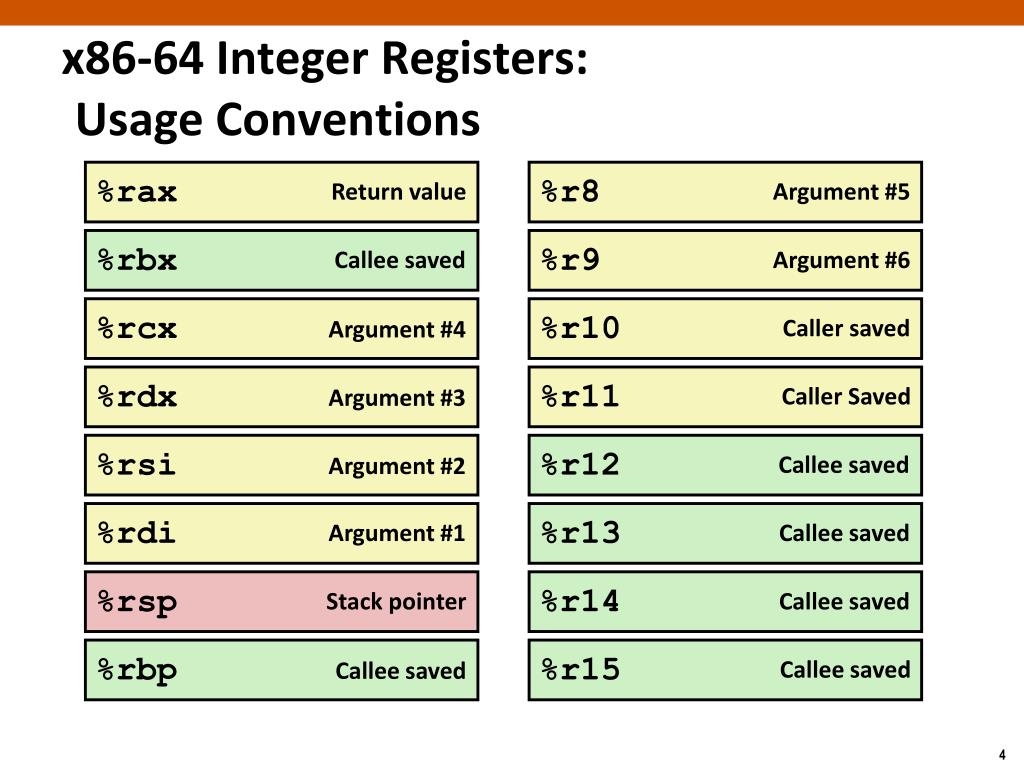 x86-64 Integer Registers:
Usage Conventions
%rax Return value
%rbx Callee saved
%rcx Argument #4
%rdx Argument #3
%rsi Argument #2
%rdi Argument #1
%rsp Stack pointer
%rbp Callee saved
%r8 Argument #5
%r9 Argument #6
%r10 Caller saved
%r11 Caller Saved
%r12 Callee saved
%r13 Callee saved
%r14 Callee saved
%r15 Callee saved
4